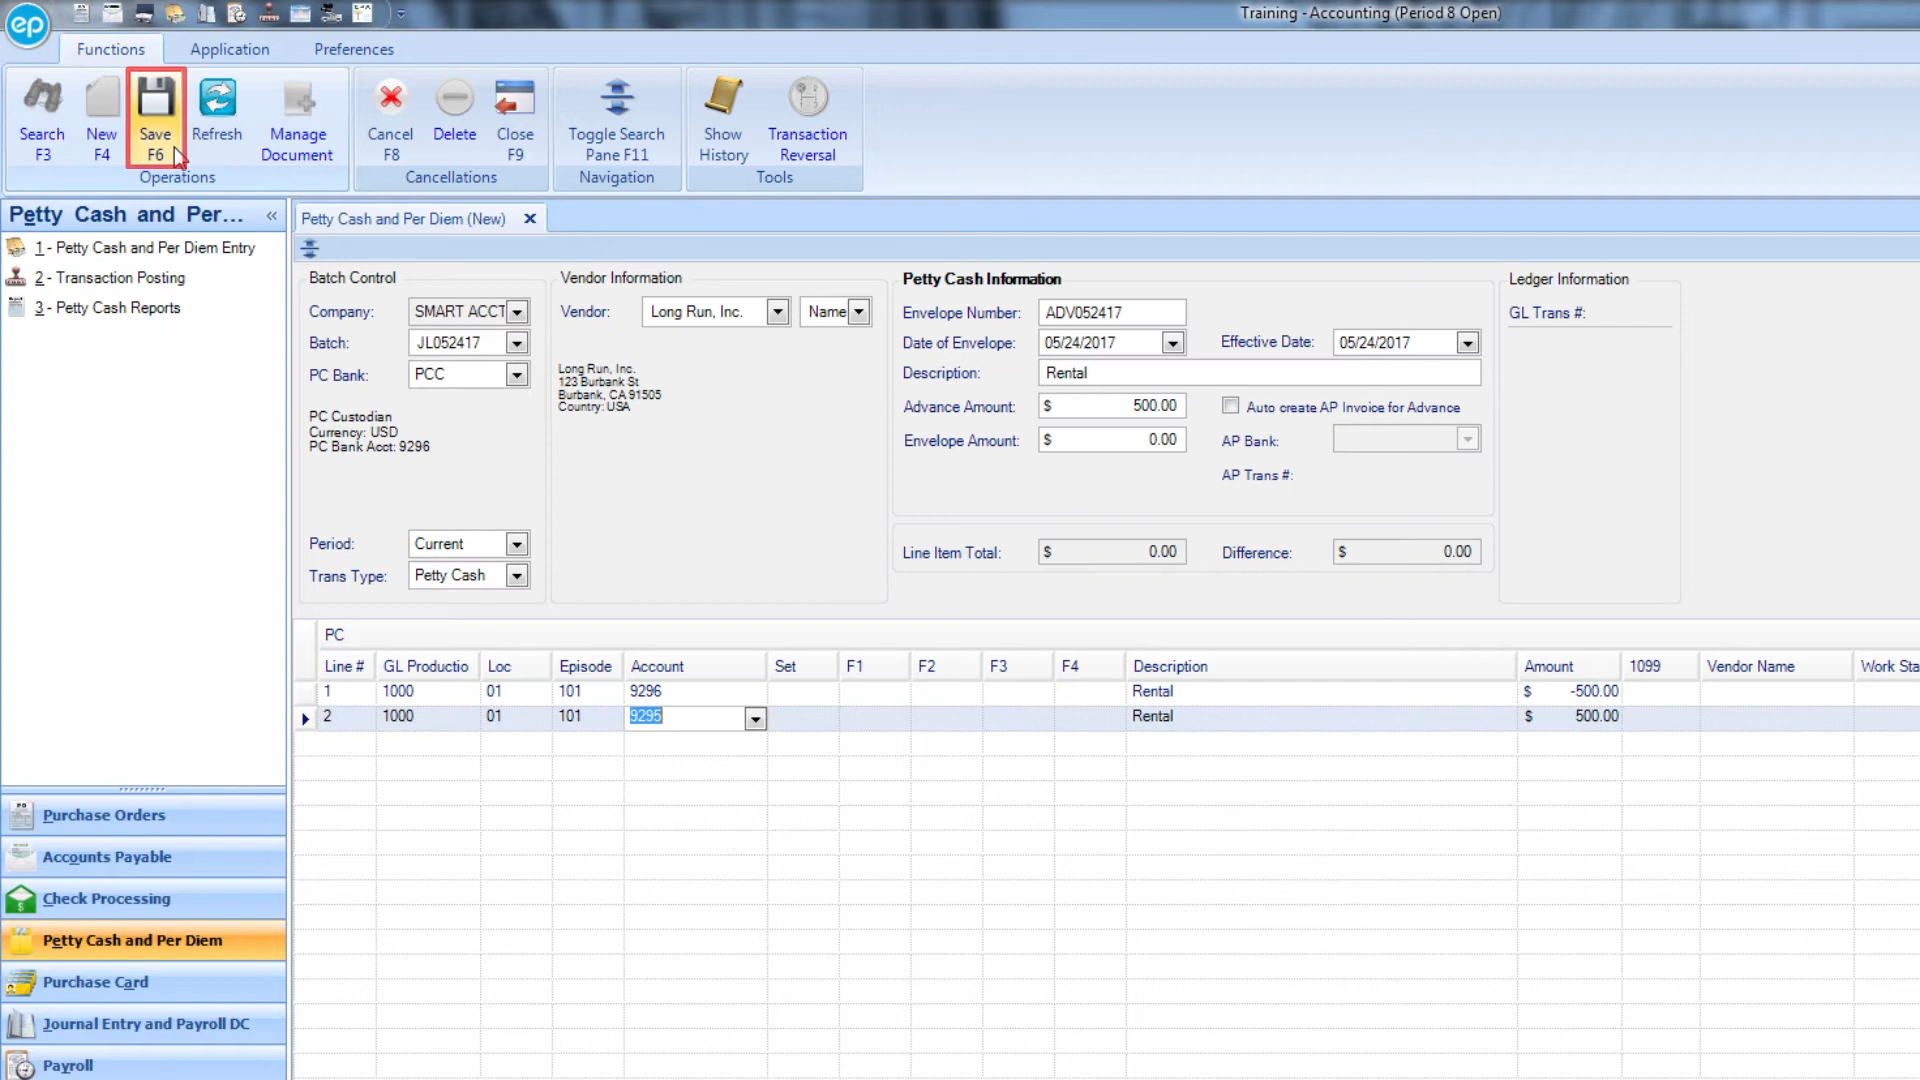 ep
Training - Accounting (Period 8 Open)
Functions Application Preferences
Search F3
New F4
Save F6
Refresh
Manage Document
Operations
Cancel F8
Delete
Close F9
Cancellations
Toggle Search Pane F11
Navigation
Show History
Transaction Reversal
Tools
Petty Cash and Per... «
1 - Petty Cash and Per Diem Entry
2 - Transaction Posting
3 - Petty Cash Reports
Purchase Orders
Accounts Payable
Check Processing
Petty Cash and Per Diem
Purchase Card
Journal Entry and Payroll DC
Payroll
Petty Cash and Per Diem (New)
Batch Control
Company: SMART ACCT
Batch: JL052417
PC Bank: PCC
PC Custodian
Currency: USD
PC Bank Acct: 9296
Period: Current
Trans Type: Petty Cash
Vendor Information
Vendor: Long Run, Inc. Name
Long Run, Inc.
123 Burbank St
Burbank, CA 91505
Country: USA
Petty Cash Information
Envelope Number: ADV052417
Date of Envelope: 05/24/2017 Effective Date: 05/24/2017
Description: Rental
Advance Amount: $ 500.00 Auto create AP Invoice for Advance
Envelope Amount: $ 0.00 AP Bank:
AP Trans #:
Line Item Total: $ 0.00 Difference: $ 0.00
Ledger Information
GL Trans #:
PC
Line # GL Productio Loc Episode Account Set F1 F2 F3 F4 Description Amount 1099 Vendor Name Work Sta
1 1000 01 101 9296 Rental $ -500.00
2 1000 01 101 9295 Rental $ 500.00